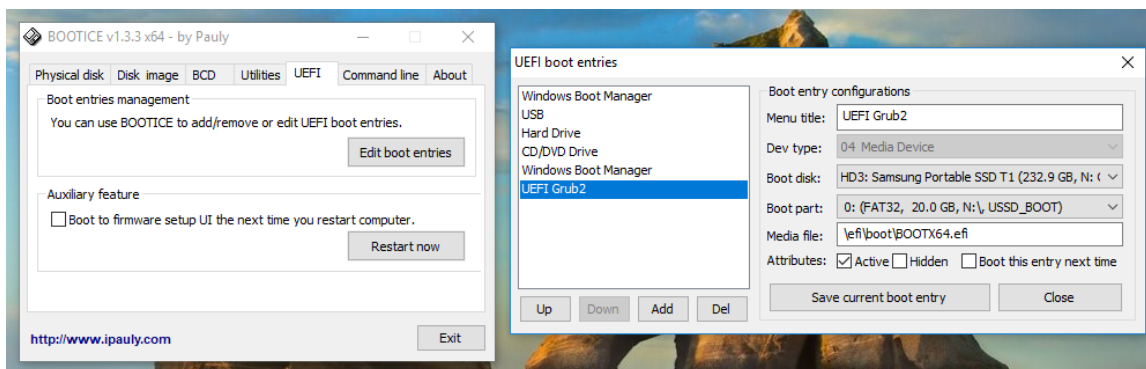 BOOTICE v1.3.3 x64 - by Pauly
Physical disk Disk image BCD Utilities UEFI Command line About
Boot entries management
You can use BOOTICE to add/remove or edit UEFI boot entries.
Edit boot entries
Auxiliary feature
Boot to firmware setup UI the next time you restart computer.
Restart now
http://www.ipauly.com
Exit
UEFI boot entries
Windows Boot Manager
USB
Hard Drive
CD/DVD Drive
Windows Boot Manager
UEFI Grub2
Up Down Add Del
Boot entry configurations
Menu title: UEFI Grub2
Dev type: 04 Media Device
Boot disk: HD3: Samsung Portable SSD T1 (232.9 GB, N: (
Boot part: 0: (FAT32, 20.0 GB, N:\, USSD_BOOT)
Media file: \efi\boot\BOOTX64.efi
Attributes: Active Hidden Boot this entry next time
Save current boot entry Close